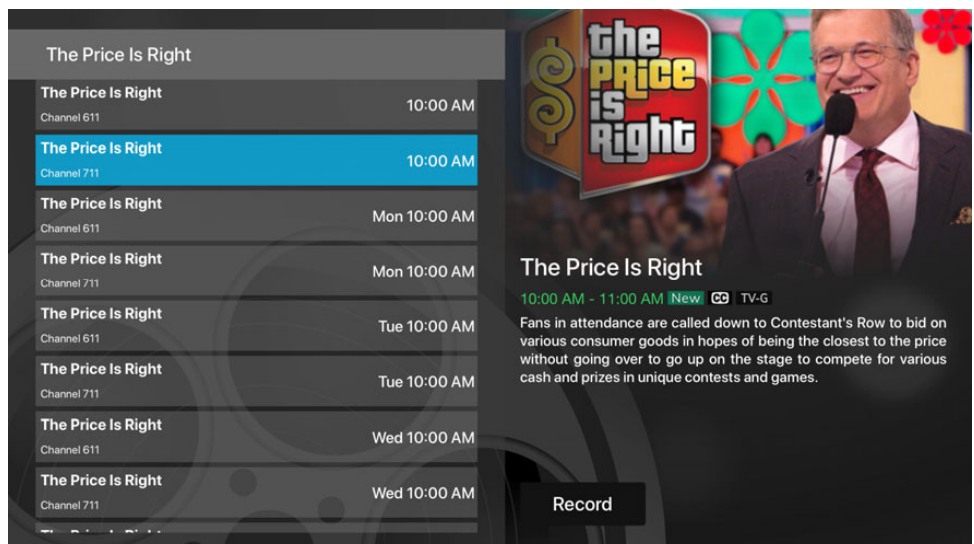 The Price Is Right
The Price Is Right
10:00 AM
Channel 611
The Price Is Right
10:00 AM
Channel 711
The Price Is Right
Mon 10:00 AM
Channel 611
The Price Is Right
Mon 10:00 AM
Channel 711
The Price Is Right
Tue 10:00 AM
Channel 611
The Price Is Right
Tue 10:00 AM
Channel 711
The Price Is Right
Wed 10:00 AM
Channel 611
The Price Is Right
Wed 10:00 AM
Channel 711
$
the
PRice
is
Right
The Price Is Right
10:00 AM - 11:00 AM New CC TV-G
Fans in attendance are called down to Contestant's Row to bid on
various consumer goods in hopes of being the closest to the price
without going over to go up on the stage to compete for various
cash and prizes in unique contests and games.
Record